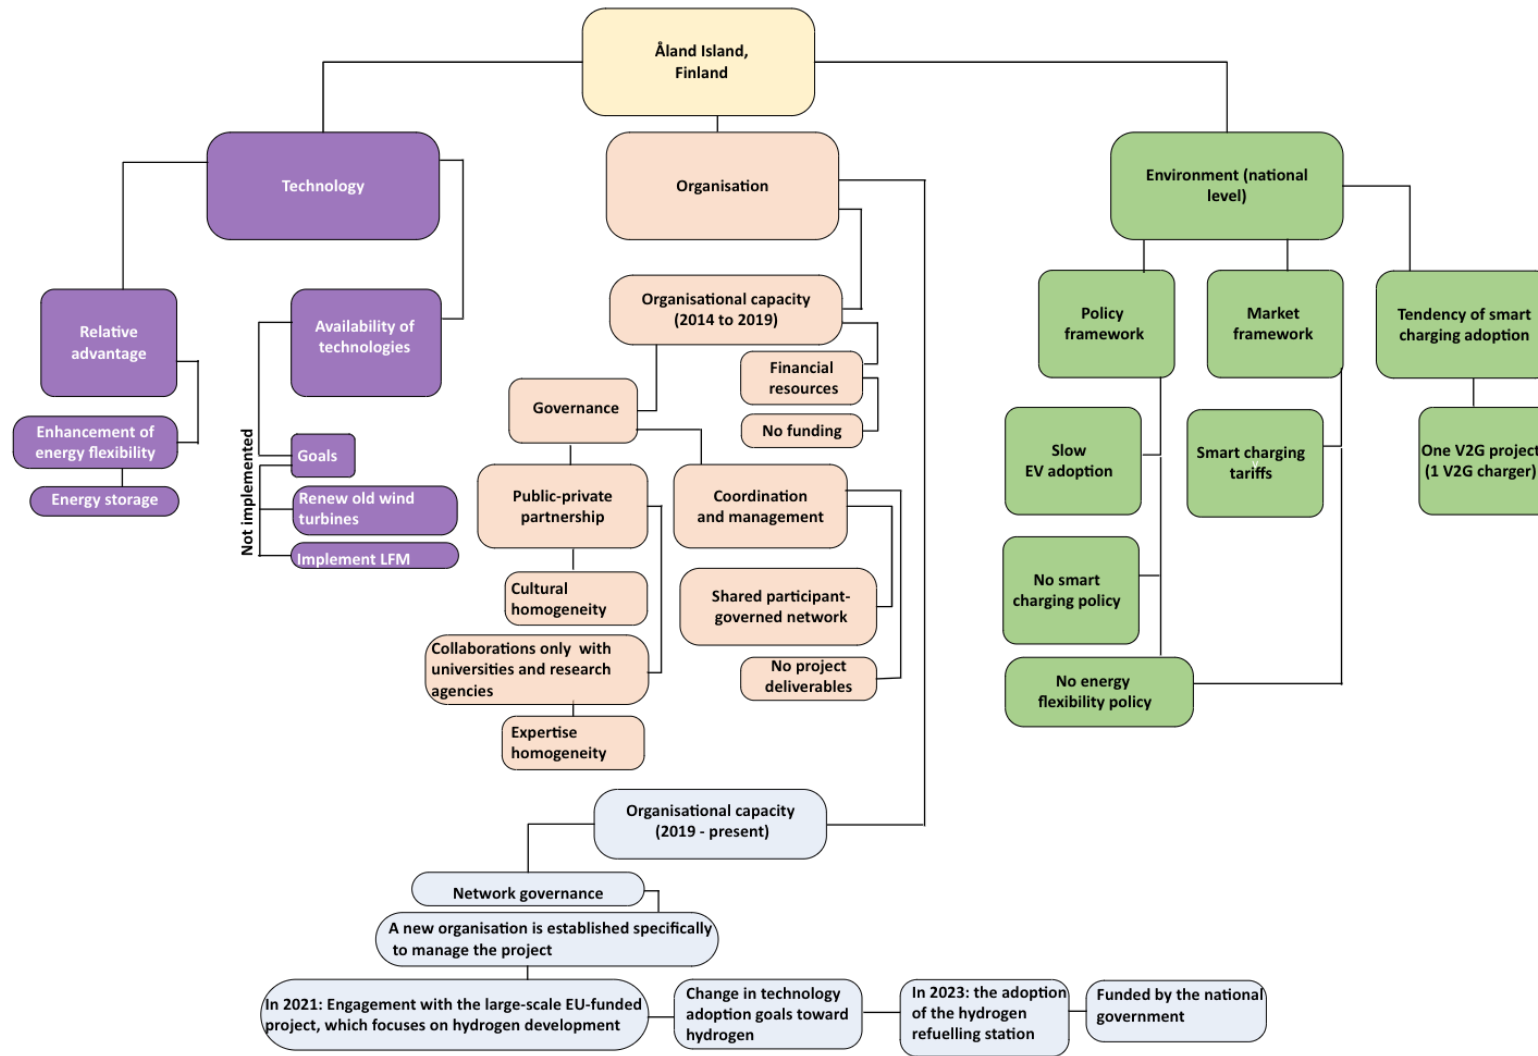 Åland Island,
Finland
Technology
Relative
advantage
Enhancement of
energy flexibility
Energy storage
Availability of
technologies
Not implemented
Goals
Renew old wind
turbines
Implement LFM
Organisation
Organisational capacity
(2014 to 2019)
Financial
resources
No funding
Governance
Public-private
partnership
Cultural
homogeneity
Collaborations only with
universities and research
agencies
Expertise
homogeneity
Coordination
and management
Shared participant-
governed network
No project
deliverables
Environment (national
level)
Policy
framework
Slow
EV adoption
No smart
charging policy
No energy
flexibility policy
Market
framework
Smart charging
tariffs
Tendency of smart
charging adoption
One V2G project
(1 V2G charger)
Organisational capacity
(2019 - present)
Network governance
A new organisation is established specifically
to manage the project
In 2021: Engagement with the large-scale EU-funded
project, which focuses on hydrogen development
Change in technology
adoption goals toward
hydrogen
In 2023: the adoption
of the hydrogen
refuelling station
Funded by the national
government